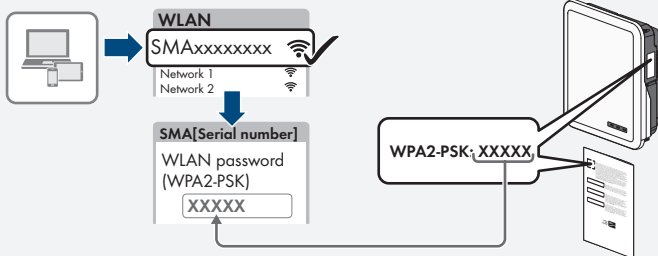 WLAN
SMAxxxxxxxx
Network 1
Network 2
SMA[Serial number]
WLAN password
(WPA2-PSK)
XXXXX
WPA2-PSK: XXXXX